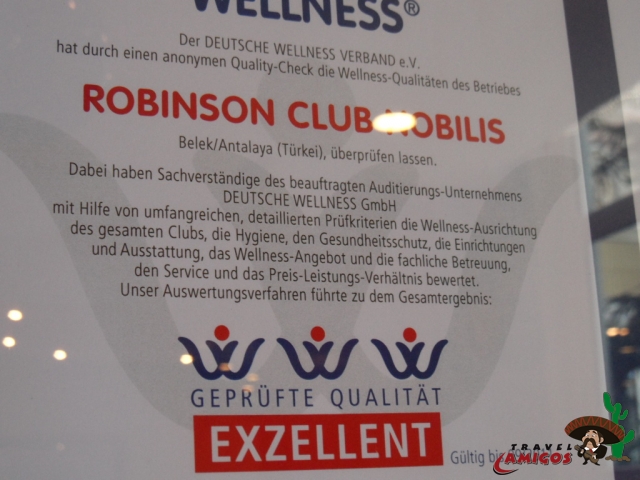 WELLNESS®
Der DEUTSCHE WELLNESS VERBAND e.V.
hat durch einen anonymen Quality-Check die Wellness-Qualitäten des Betriebes
ROBINSON CLUB NOBILIS
Belek/Antalaya (Türkei), überprüfen lassen.
Dabei haben Sachverständige des beauftragten Auditierungs-Unternehmens
DEUTSCHE WELLNESS GmbH
mit Hilfe von umfangreichen, detaillierten Prüfkriterien die Wellness-Ausrichtung
des gesamten Clubs, die Hygiene, den Gesundheitsschutz, die Einrichtungen
und Ausstattung, das Wellness-Angebot und die fachliche Betreuung,
den Service und das Preis-Leistungs-Verhältnis bewertet.
Unser Auswertungsverfahren führte zu dem Gesamtergebnis:
GEPRÜFTE QUALITÄT
EXZELLENT
Gültig bis
TRAVEL
CAMIGOS